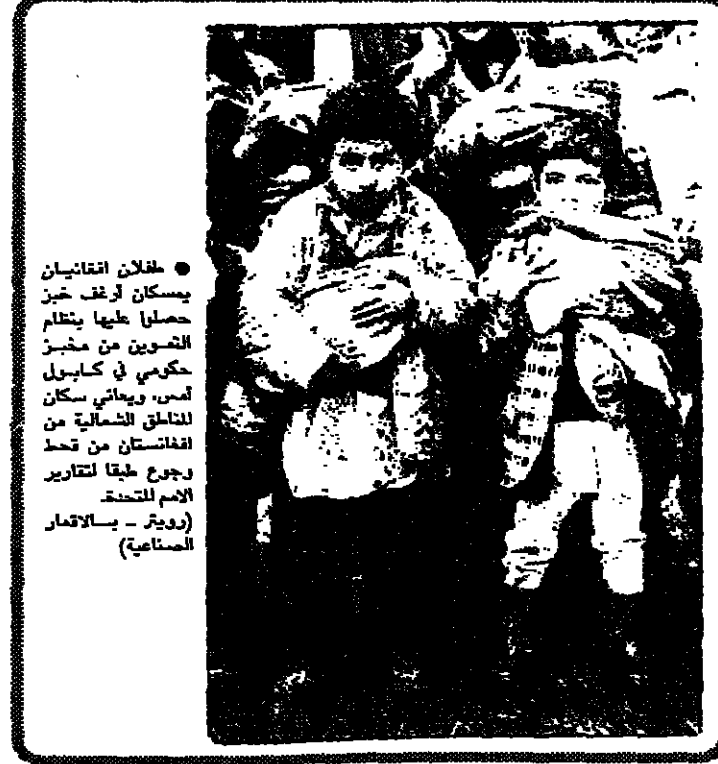 ● طفلان افغانيان
يمسكان أرغفة خبز
حصلوا عليها بنظام
التموين من مخبز
حكومي في كابول
أمس، ويعاني سكان
المناطق الشمالية من
افغانستان من قحط
وجوع طبقا لتقارير
الامم المتحدة.
(رويتر - بالاقمار
الصناعية)